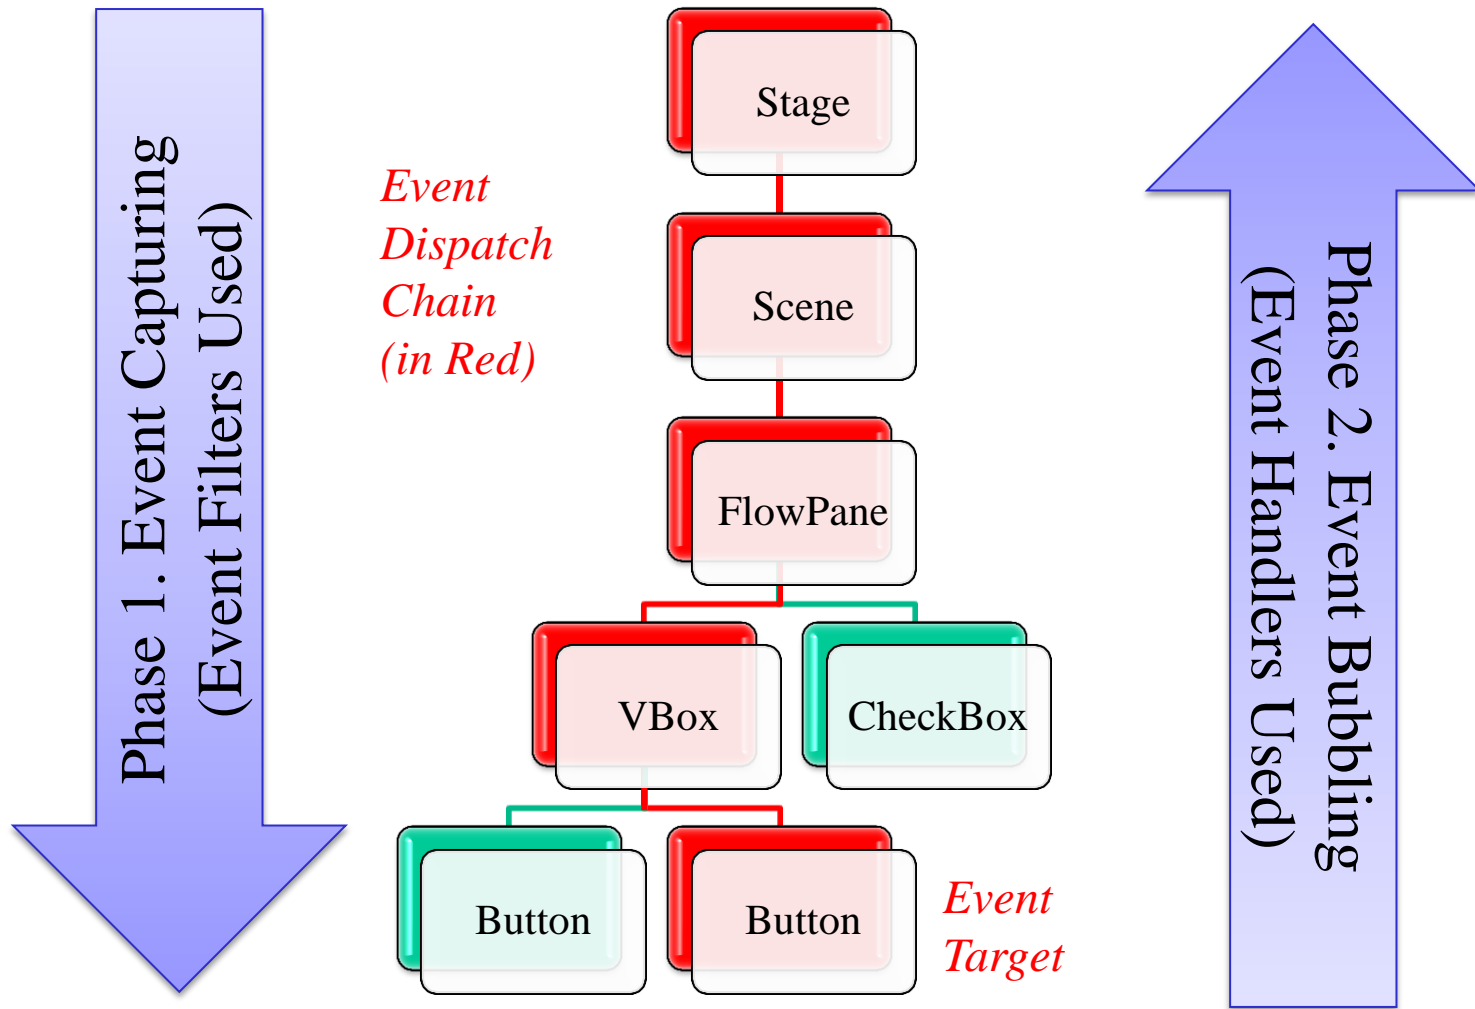 Phase 1. Event Capturing
(Event Filters Used)
Event
Dispatch
Chain
(in Red)
Stage
Scene
FlowPane
VBox
CheckBox
Button
Button
Event
Target
Phase 2. Event Bubbling
(Event Handlers Used)